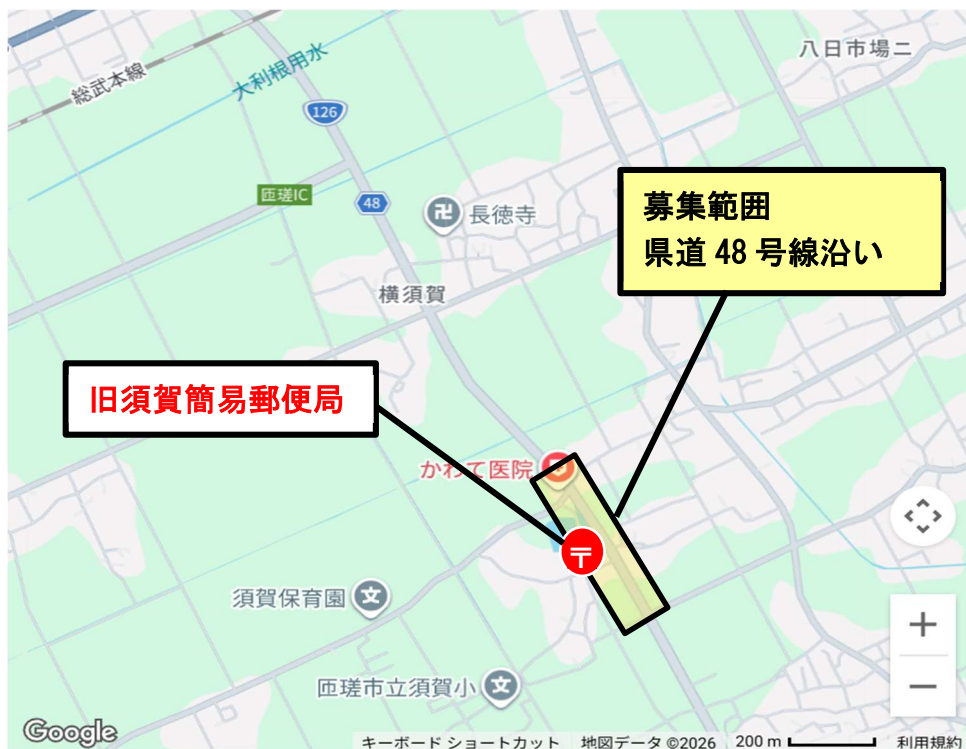 八日市場二
総武本線
大利根用水
126
匝瑳IC
48
卍
長徳寺
募集範囲
県道 48 号線沿い
横須賀
旧須賀簡易郵便局
かわて医院
〒
須賀保育園
文
匝瑳市立須賀小
文
Google
キーボード ショートカット
地図データ ©2026
200 m
利用規約